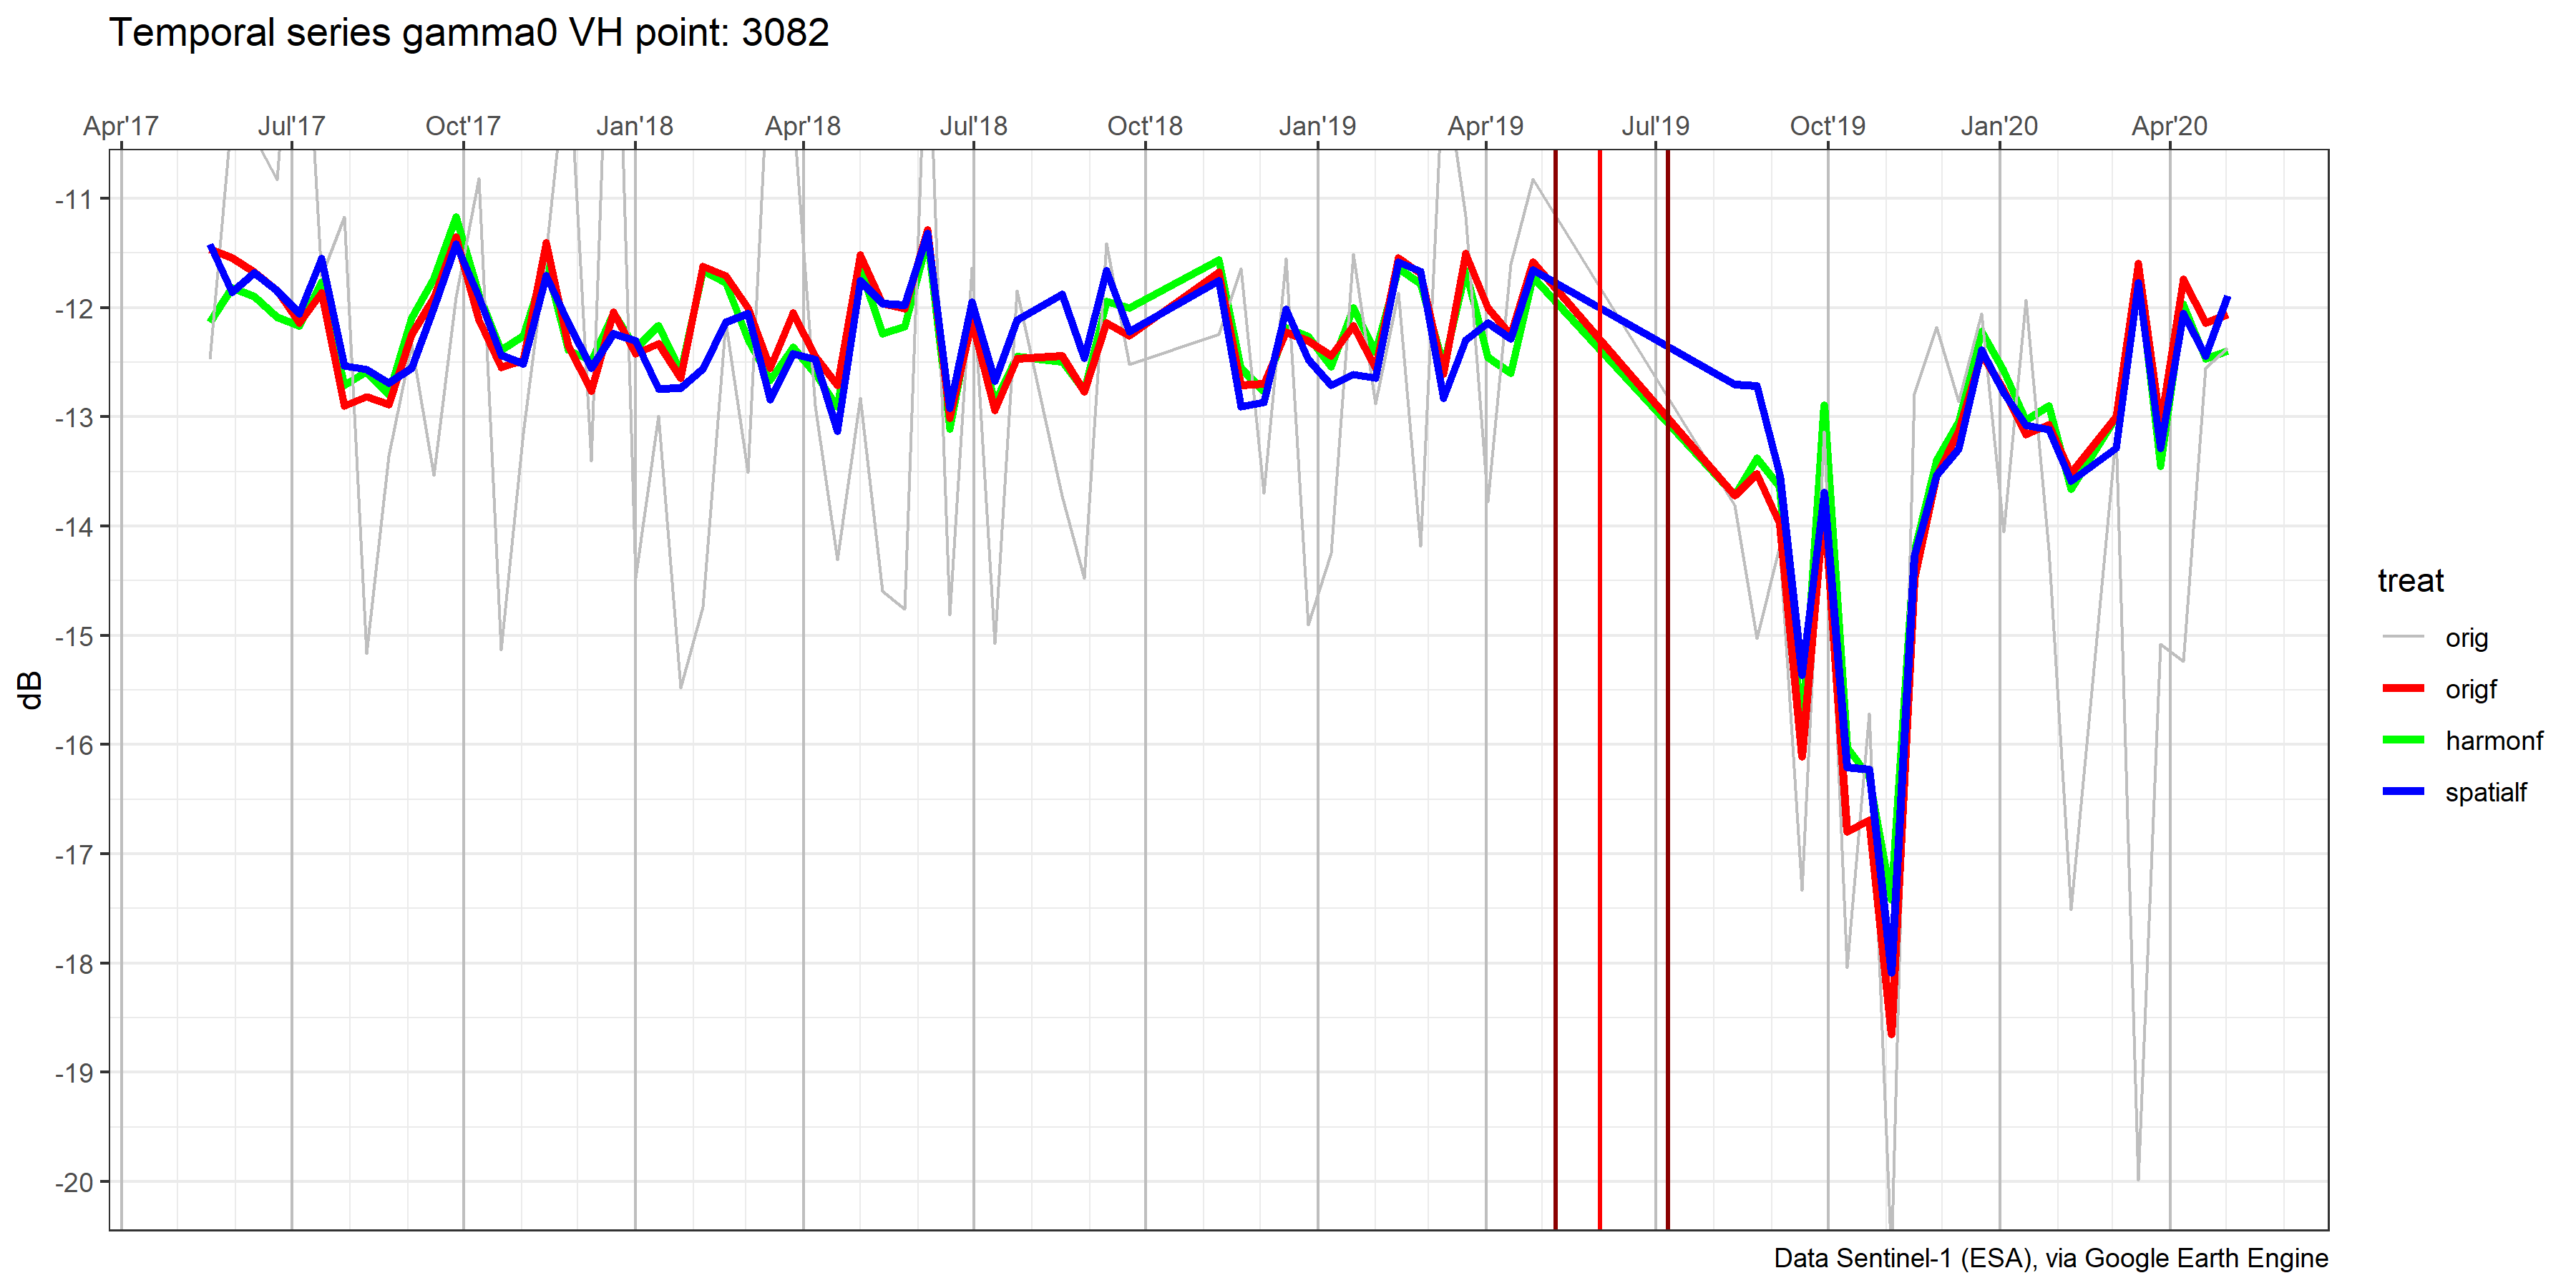 Temporal series gamma0 VH point: 3082
Apr'17 Jul'17 Oct'17 Jan'18 Apr'18 Jul'18 Oct'18 Jan'19 Apr'19 Jul'19 Oct'19 Jan'20 Apr'20
-11
-12
-13
-14
-15
-16
-17
-18
-19
-20
dB
treat
orig
origf
harmonf
spatialf
Data Sentinel-1 (ESA), via Google Earth Engine